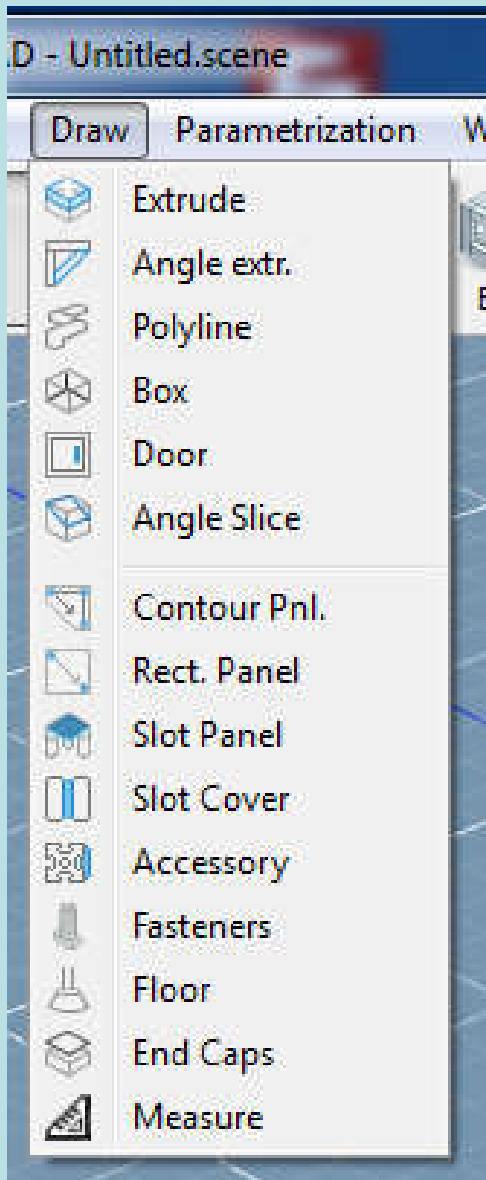 D - Untitled.scene
Draw Parametrization W
Extrude
Angle extr.
Polyline
Box
Door
Angle Slice
Contour Pnl.
Rect. Panel
Slot Panel
Slot Cover
Accessory
Fasteners
Floor
End Caps
Measure